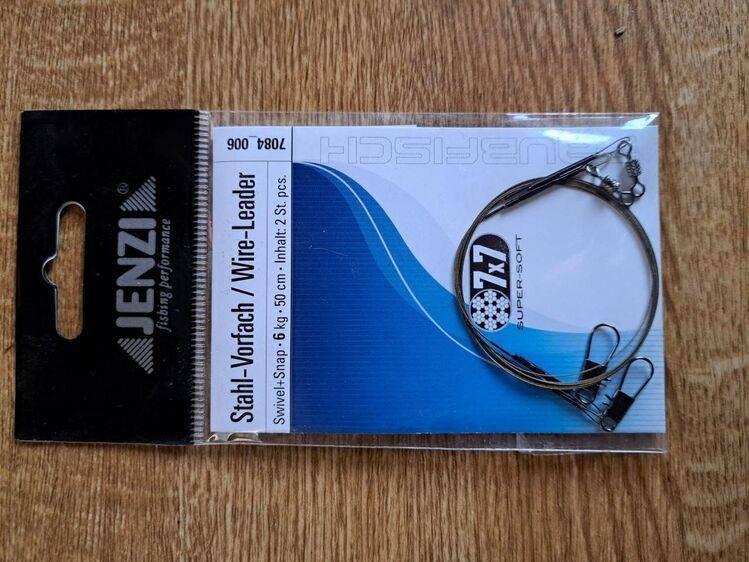 JENZI®
fishing performance
7084_006
Stahl-Vorfach / Wire-Leader
Swivel+Snap • 6 kg • 50 cm • Inhalt: 2 St. pcs.
7x7
SUPER-SOFT